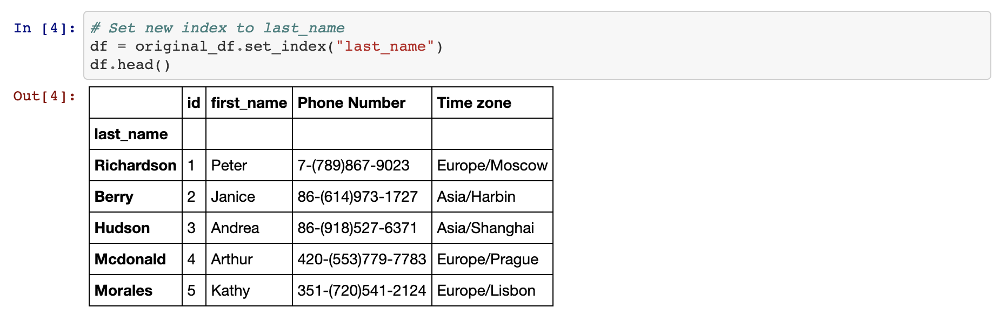 In [4]: # Set new index to last_name
df = original_df.set_index("last_name")
df.head()
Out[4]:
id first_name Phone Number Time zone
last_name
Richardson 1 Peter 7-(789)867-9023 Europe/Moscow
Berry 2 Janice 86-(614)973-1727 Asia/Harbin
Hudson 3 Andrea 86-(918)527-6371 Asia/Shanghai
Mcdonald 4 Arthur 420-(553)779-7783 Europe/Prague
Morales 5 Kathy 351-(720)541-2124 Europe/Lisbon